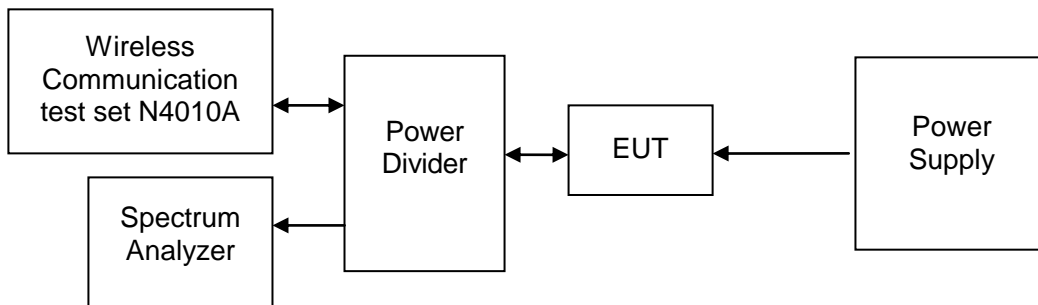 Wireless
Communication
test set N4010A
Power
Divider
EUT
Power
Supply
Spectrum
Analyzer